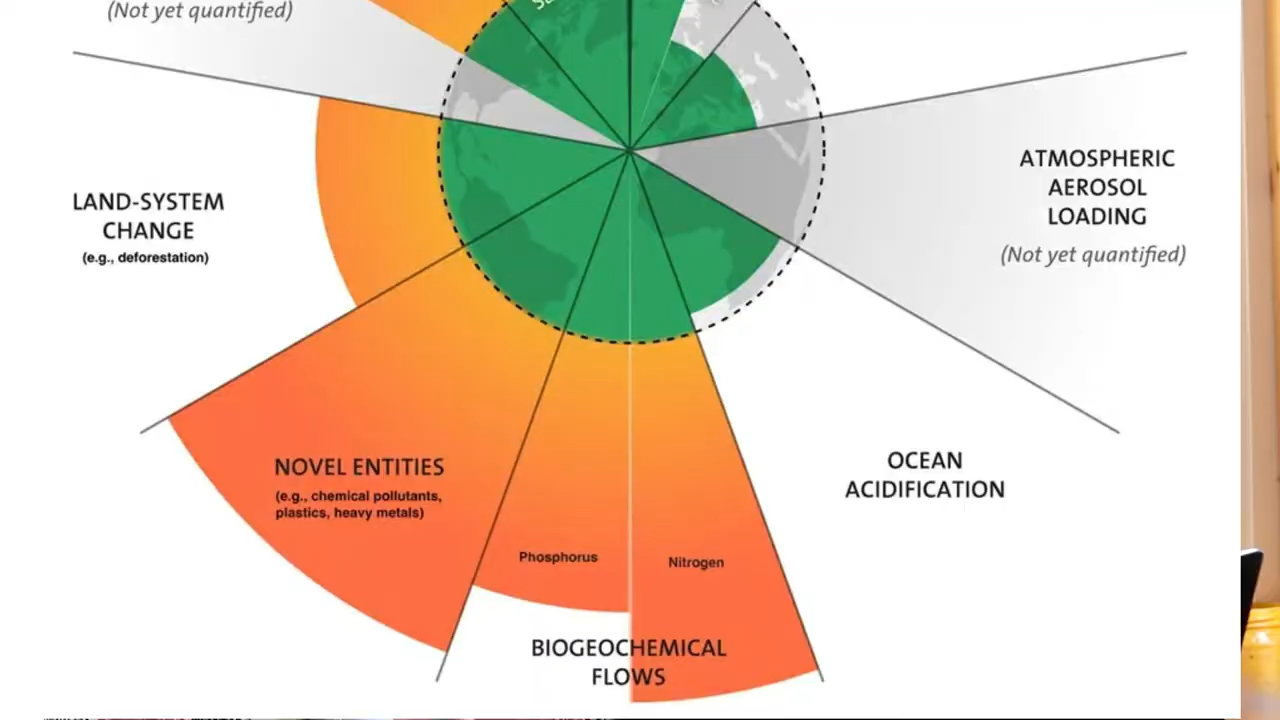 (Not yet quantified)
ATMOSPHERIC
AEROSOL
LOADING
(Not yet quantified)
LAND-SYSTEM
CHANGE
(e.g., deforestation)
NOVEL ENTITIES
(e.g., chemical pollutants,
plastics, heavy metals)
OCEAN
ACIDIFICATION
Phosphorus
Nitrogen
BIOGEOCHEMICAL
FLOWS